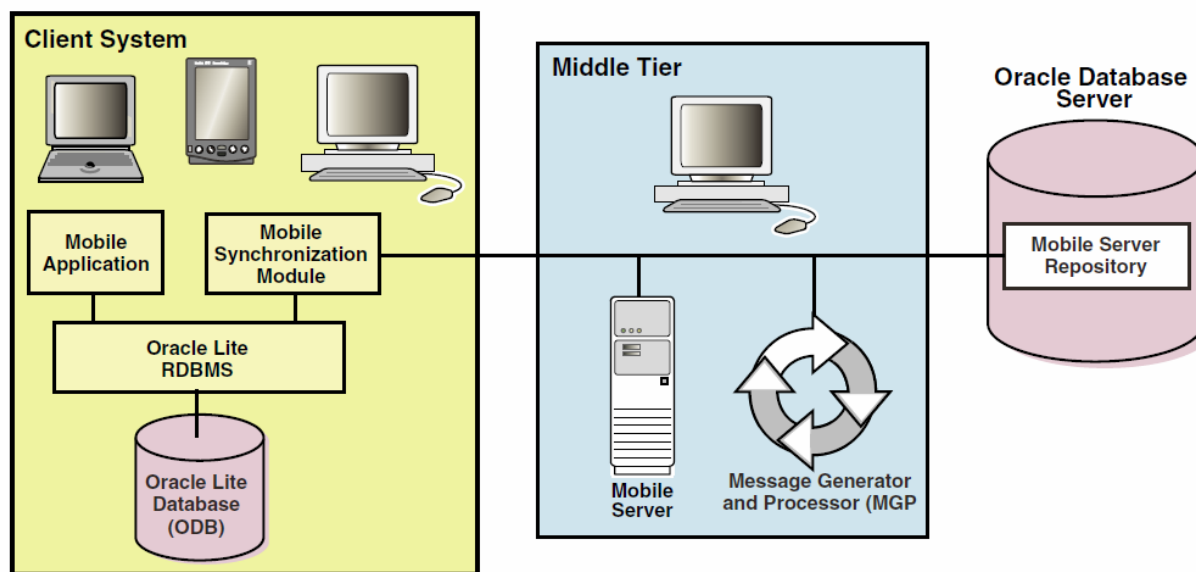 Client System
Mobile
Application
Mobile
Synchronization
Module
Oracle Lite
RDBMS
Oracle Lite
Database
(ODB)
Middle Tier
Mobile
Server
Message Generator
and Processor (MGP
Oracle Database
Server
Mobile Server
Repository